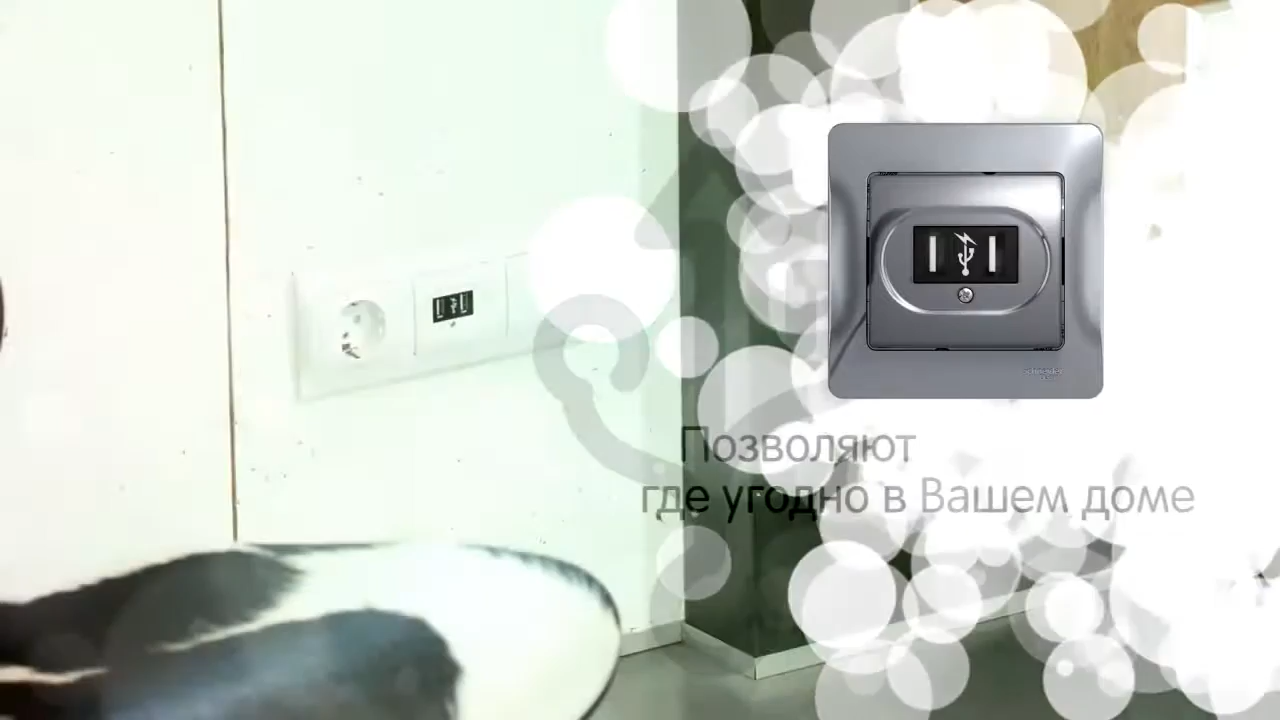 Позволяют
где угодно в Вашем доме